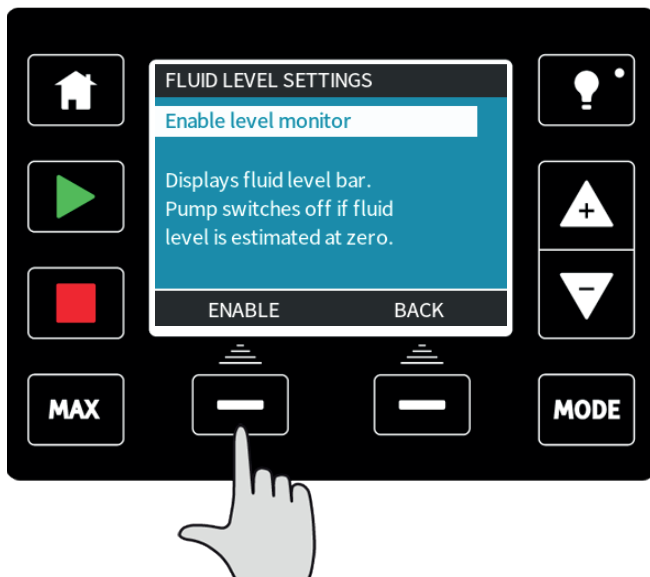 FLUID LEVEL SETTINGS
Enable level monitor
Displays fluid level bar.
Pump switches off if fluid
level is estimated at zero.
ENABLE BACK
+
−
MAX
MODE